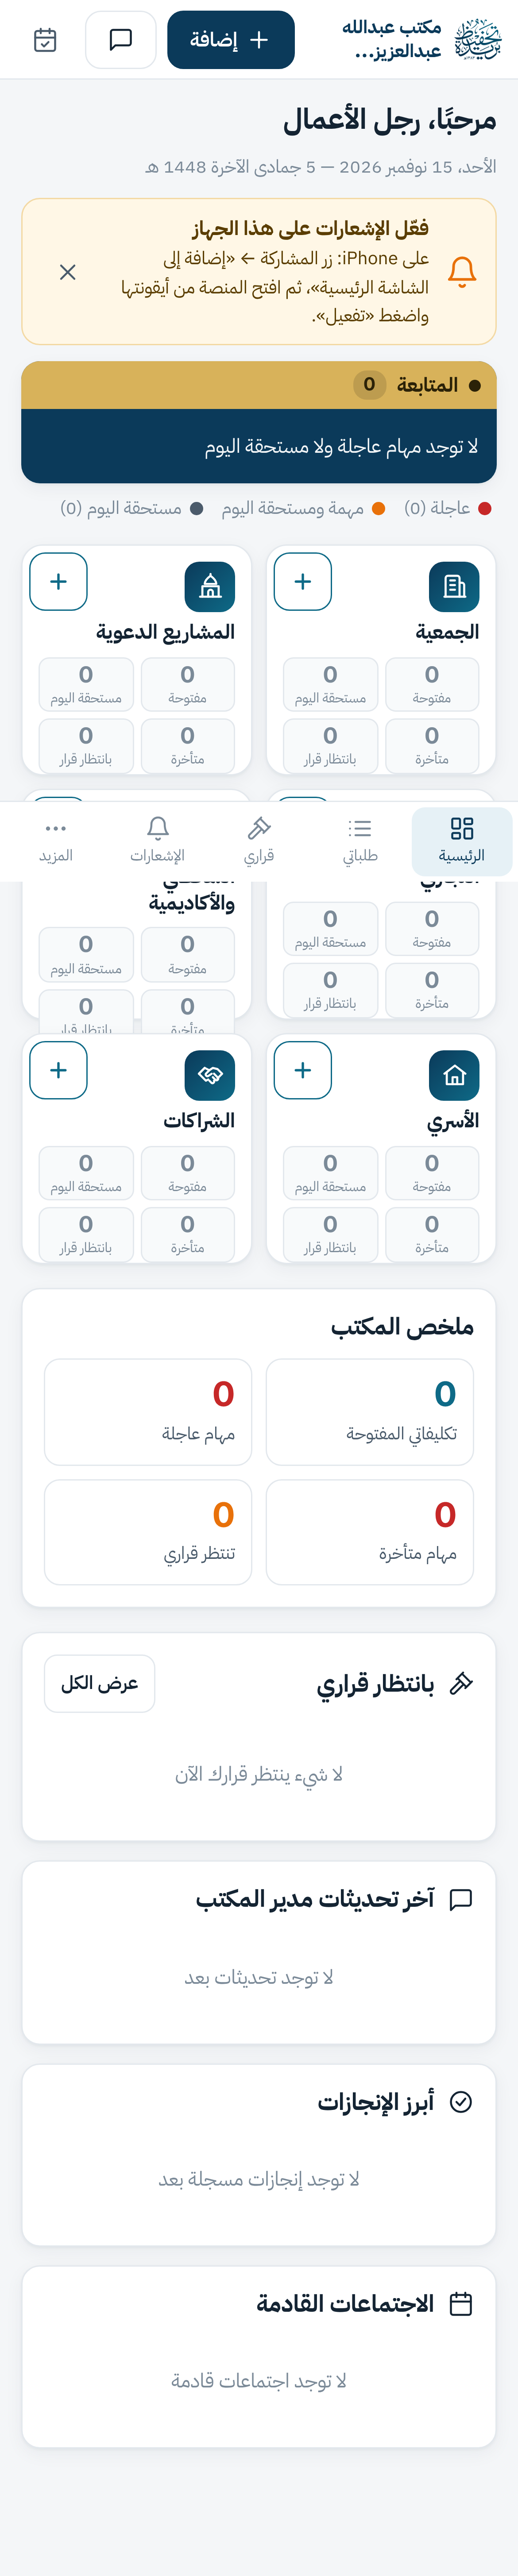 مكتب عبدالله
عبدالعزيز...
إضافة
مرحبًا، رجل الأعمال
الأحد، 15 نوفمبر 2026 — 5 جمادى الآخرة 1448 هـ
فعّل الإشعارات على هذا الجهاز
على iPhone: زر المشاركة ← «إضافة إلى
الشاشة الرئيسية»، ثم افتح المنصة من أيقونتها
واضغط «تفعيل».
المتابعة 0
لا توجد مهام عاجلة ولا مستحقة اليوم
عاجلة (0) مهمة ومستحقة اليوم مستحقة اليوم (0)
الجمعية
0 0
مفتوحة مستحقة اليوم
0 0
متأخرة بانتظار قرار
المشاريع الدعوية
0 0
مفتوحة مستحقة اليوم
0 0
متأخرة بانتظار قرار
الرئيسية طلباتي قراري الإشعارات المزيد
0 0
مفتوحة مستحقة اليوم
0 0
متأخرة بانتظار قرار
والأكاديمية
0 0
مفتوحة مستحقة اليوم
0 0
متأخرة بانتظار قرار
الأسري
0 0
مفتوحة مستحقة اليوم
0 0
متأخرة بانتظار قرار
الشراكات
0 0
مفتوحة مستحقة اليوم
0 0
متأخرة بانتظار قرار
ملخص المكتب
0
تكليفاتي المفتوحة
0
مهام عاجلة
0
مهام متأخرة
0
تنتظر قراري
بانتظار قراري
عرض الكل
لا شيء ينتظر قرارك الآن
آخر تحديثات مدير المكتب
لا توجد تحديثات بعد
أبرز الإنجازات
لا توجد إنجازات مسجلة بعد
الاجتماعات القادمة
لا توجد اجتماعات قادمة